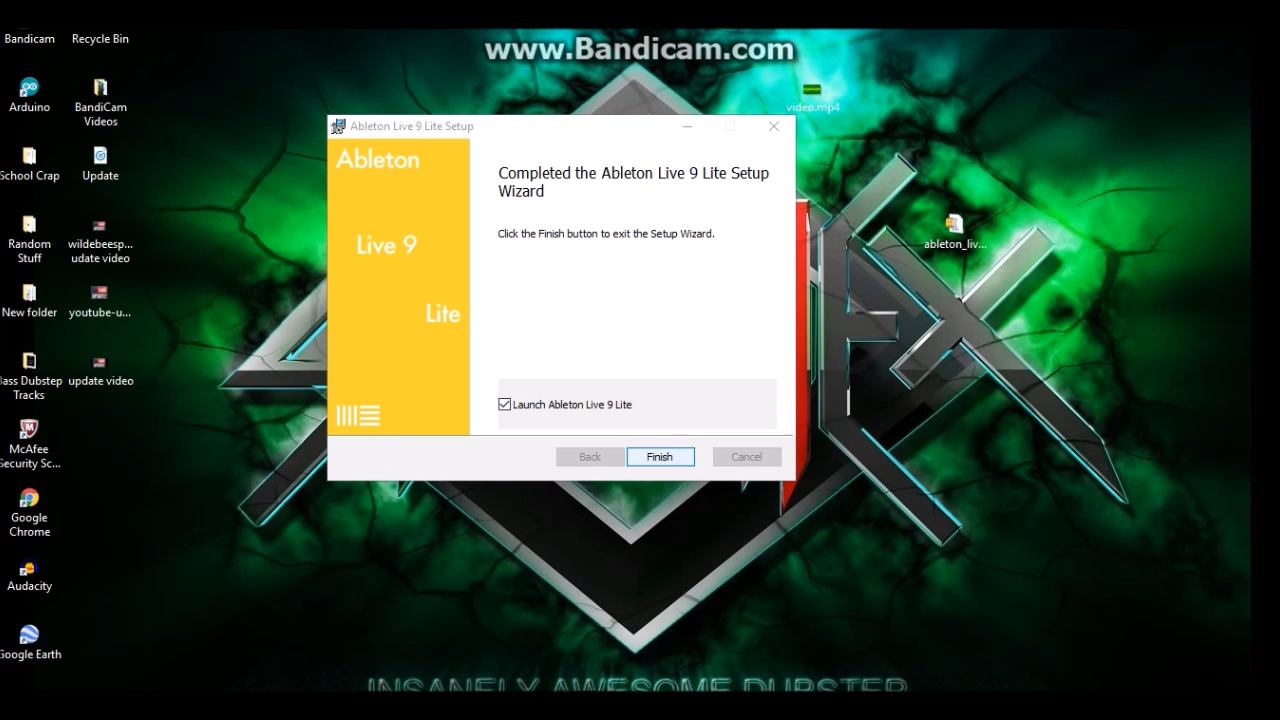 www.Bandicam.com
Bandicam
Recycle Bin
Arduino
BandiCam
Videos
School Crap
Update
Random
Stuff
wildebeesp...
udate video
New folder
youtube-u...
ass Dubstep
Tracks
update video
McAfee
Security Sc...
Google
Chrome
Audacity
Google Earth
video.mp4
ableton_liv...
Ableton Live 9 Lite Setup
Ableton
Live 9
Lite
Completed the Ableton Live 9 Lite Setup
Wizard
Click the Finish button to exit the Setup Wizard.
Launch Ableton Live 9 Lite
Back
Finish
Cancel
INSANELY AWESOME DUBSTEP